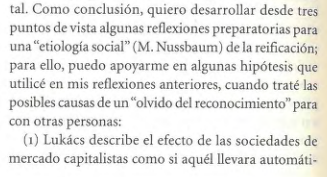 tal. Como conclusión, quiero desarrollar desde tres
puntos de vista algunas reflexiones preparatorias para
una “etiología social” (M. Nussbaum) de la reificación;
para ello, puedo apoyarme en algunas hipótesis que
utilicé en mis reflexiones anteriores, cuando traté las
posibles causas de un “olvido del reconocimiento” para
con otras personas:
(1) Lukács describe el efecto de las sociedades de
mercado capitalistas como si aquél llevara automáti-